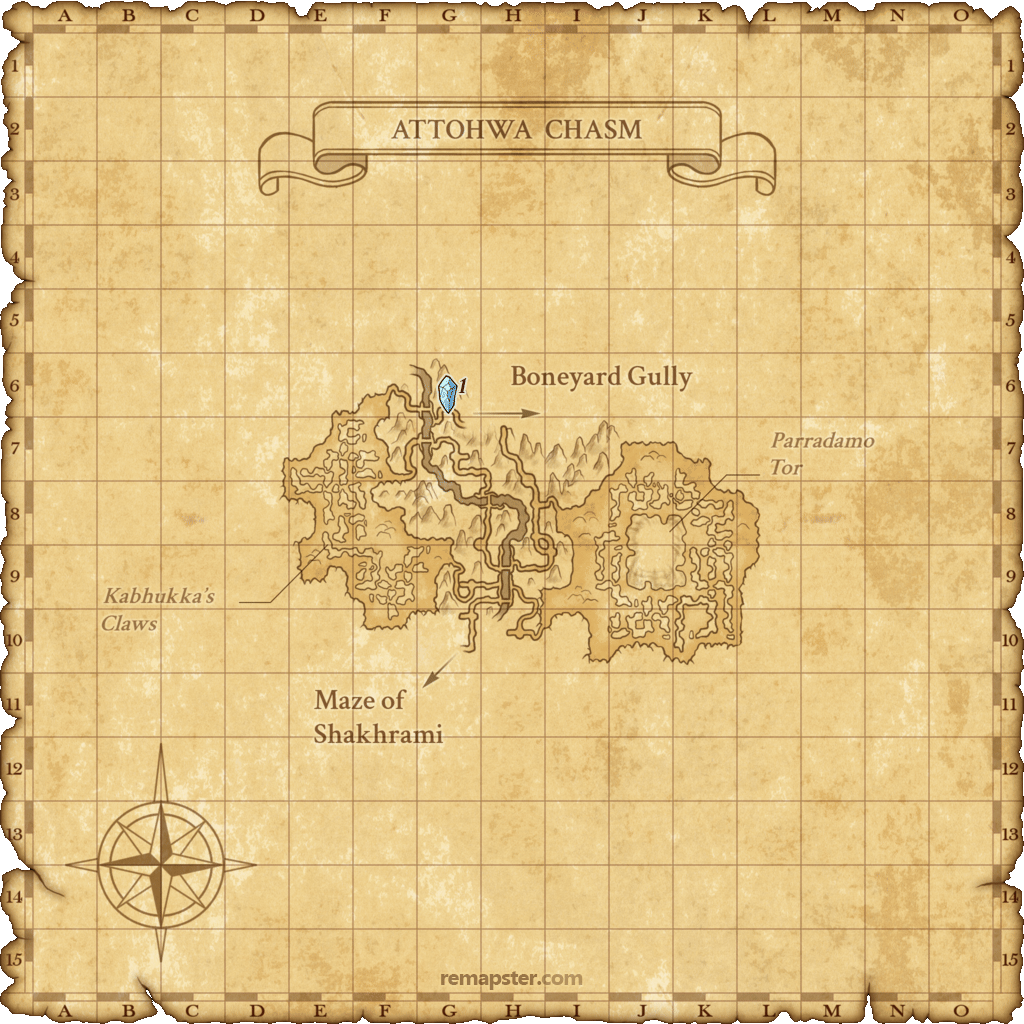 A B C D E F G H I J K L M N O
1 1
ATTOHWA CHASM
2 2
3 3
4 4
5 5
6 6
1
Boneyard Gully
7 7
Parradamo
Tor
8 8
9 9
Kabhukka's
Claws
10 10
Maze of
Shakhrami
11 11
12 12
13 13
14 14
15 15
remapster.com
A B C D E F G H I J K L M N O